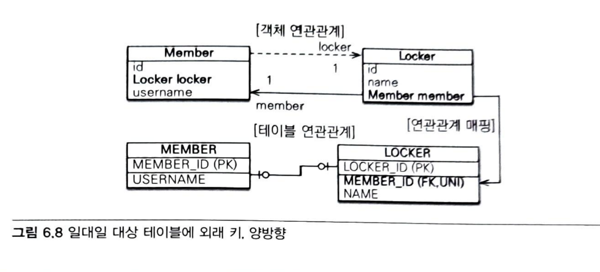 [객체 연관관계]
Member
id
Locker locker
username
locker
1
1
member
Locker
id
name
Member member
[테이블 연관관계]
[연관관계 매핑]
MEMBER
MEMBER_ID (PK)
USERNAME
LOCKER
LOCKER_ID (PK)
MEMBER_ID (FK,UNI)
NAME
그림 6.8 일대일 대상 테이블에 외래 키, 양방향